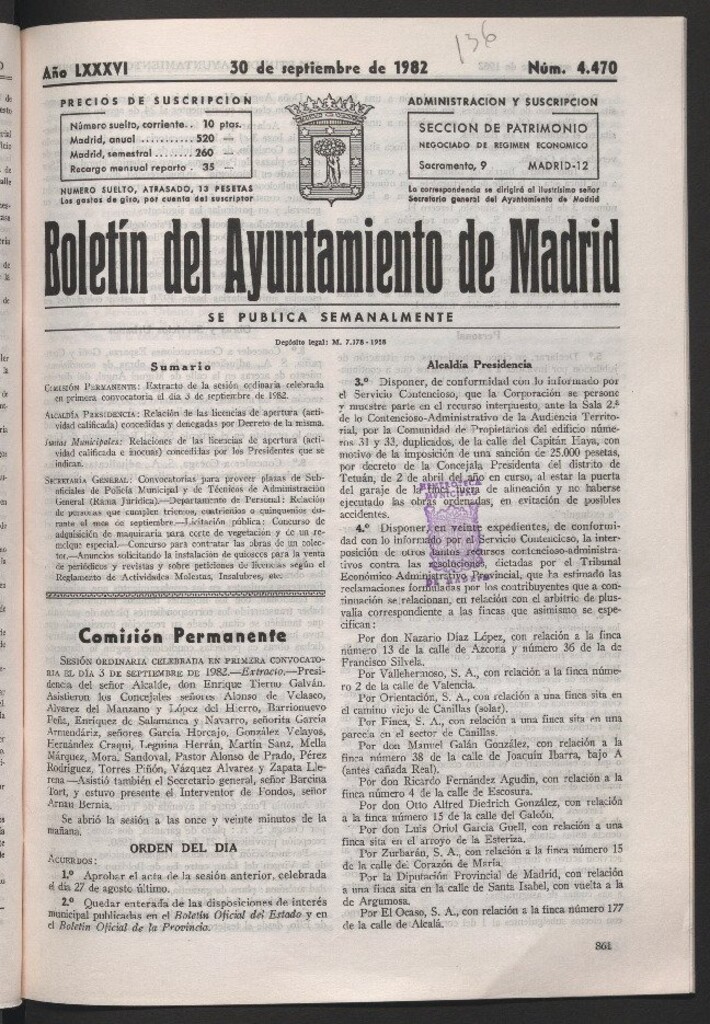 136
Año LXXXVI 30 de septiembre de 1982 Núm. 4.470
PRECIOS DE SUSCRIPCION
Número suelto, corriente.. 10 ptas.
Madrid, anual ........... 520 —
Madrid, semestral ........ 260 —
Recargo mensual reparto . 35 —
NUMERO SUELTO, ATRASADO, 13 PESETAS
Los gastos de giro, por cuenta del suscriptor
ADMINISTRACION Y SUSCRIPCION
SECCION DE PATRIMONIO
NEGOCIADO DE REGIMEN ECONOMICO
Sacramento, 9 MADRID-12
La correspondencia se dirigirá al ilustrísimo señor
Secretario general del Ayuntamiento de Madrid
Boletín del Ayuntamiento de Madrid
SE PUBLICA SEMANALMENTE
Depósito legal: M. 7.178 - 1958
Sumario
COMISIÓN PERMANENTE: Extracto de la sesión ordinaria celebrada
en primera convocatoria el día 3 de septiembre de 1982.
ALCALDÍA PRESIDENCIA: Relación de las licencias de apertura (acti-
vidad calificada) concedidas y denegadas por Decreto de la misma.
Juntas Municipales: Relaciones de las licencias de apertura (actividad
calificada e inocuas) concedidas por los Presidentes que se
indican.
SECRETARÍA GENERAL: Convocatorias para proveer plazas de Sub-
oficiales de Policía Municipal y de Técnicos de Administración
General (Rama Jurídica).—Departamento de Personal: Relación
de personas que cumplen trienios, cuatrienios o quinquenios du-
rante el mes de septiembre.—Licitación pública: Concurso de
adquisición de maquinaria para corte de vegetación y de un re-
molque especial.—Concurso para contratar las obras de un colec-
tor.—Anuncios solicitando la instalación de quioscos para la venta
de periódicos y revistas y sobre peticiones de licencias según el
Reglamento de Actividades Molestas, Insalubres, etc.
Comisión Permanente
SESIÓN ORDINARIA CELEBRADA EN PRIMERA CONVOCATO-
RIA EL DÍA 3 DE SEPTIEMBRE DE 1982.—Extracto.—Presi-
dencia del señor Alcalde, don Enrique Tierno Galván.
Asistieron los Concejales señores Alonso de Velasco,
Alvarez del Manzano y López del Hierro, Barrionuevo
Peña, Enríquez de Salamanca y Navarro, señorita García
Armendáriz, señores García Horcajo, González Velayos,
Hernández Craqui, Leguina Herrán, Martín Sanz, Mella
Márquez, Mora, Sandoval, Pastor Alonso de Prado, Pérez
Rodríguez, Torres Piñón, Vázquez Alvarez y Zapata Lle-
rena.—Asistió también el Secretario general, señor Barcina
Tort, y estuvo presente el Interventor de Fondos, señor
Arnau Bernia.
Se abrió la sesión a las once y veinte minutos de la
mañana.
ORDEN DEL DIA
ACUERDOS:
1.º Aprobar el acta de la sesión anterior, celebrada
el día 27 de agosto último.
2.º Quedar enterada de las disposiciones de interés
municipal publicadas en el Boletín Oficial del Estado y en
el Boletín Oficial de la Provincia.
Alcaldía Presidencia
3.º Disponer, de conformidad con lo informado por
el Servicio Contencioso, que la Corporación se persone
y muestre parte en el recurso interpuesto, ante la Sala 2.ª
de lo Contencioso-Administrativo de la Audiencia Territo-
rial, por la Comunidad de Propietarios del edificio núme-
ros 31 y 33, duplicados, de la calle del Capitán Haya, con
motivo de la imposición de una sanción de 25.000 pesetas,
por decreto de la Concejala Presidenta del distrito de
Tetuán, de 2 de abril del año en curso, al estar la puerta
del garaje de la finca fuera de alineación y no haberse
ejecutado las obras ordenadas, en evitación de posibles
accidentes.
4.º Disponer, en veinte expedientes, de conformi-
dad con lo informado por el Servicio Contencioso, la inter-
posición de otros tantos recursos contencioso-administra-
tivos contra las resoluciones, dictadas por el Tribunal
Económico-Administrativo Provincial, que ha estimado las
reclamaciones formuladas por los contribuyentes que a con-
tinuación se relacionan, en relación con el arbitrio de plus-
valía correspondiente a las fincas que asimismo se espe-
cifican:
Por don Nazario Díaz López, con relación a la finca
número 13 de la calle de Azcona y número 36 de la de
Francisco Silvela.
Por Vallehermoso, S. A., con relación a la finca núme-
ro 2 de la calle de Valencia.
Por Orientación, S. A., con relación a una finca sita en
el camino viejo de Canillas (solar).
Por Finca, S. A., con relación a una finca sita en una
parcela en el sector de Canillas.
Por don Manuel Galán González, con relación a la
finca número 38 de la calle de Joaquín Ibarra, bajo A
(antes cañada Real).
Por don Ricardo Fernández Agudín, con relación a la
finca número 4 de la calle de Escosura.
Por don Otto Alfred Diedrich González, con relación
a la finca número 15 de la calle del Galeón.
Por don Luis Oriol García Guell, con relación a una
finca sita en el arroyo de la Esteriza.
Por Zurbarán, S. A., con relación a la finca número 15
de la calle del Corazón de María.
Por la Diputación Provincial de Madrid, con relación
a una finca sita en la calle de Santa Isabel, con vuelta a la
de Argumosa.
Por El Ocaso, S. A., con relación a la finca número 177
de la calle de Alcalá.
861
HEMEROTECA
MUNICIPAL
DE MADRID